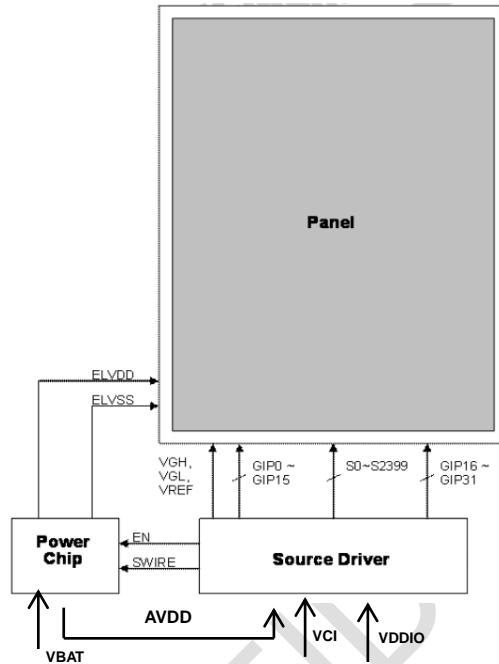 Panel
ELVDD
ELVSS
VGH,
VGL,
VREF
GIP0 ~
GIP15
S0~S2399
GIP16 ~
GIP31
Power
Chip
EN
SWIRE
Source Driver
AVDD
VBAT
VCI
VDDIO